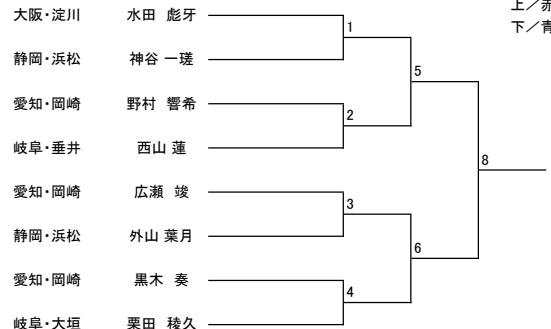 大阪・淀川 水田 彪牙
静岡・浜松 神谷 一瑳
愛知・岡崎 野村 響希
岐阜・垂井 西山 蓮
愛知・岡崎 広瀬 竣
静岡・浜松 外山 葉月
愛知・岡崎 黒木 奏
岐阜・大垣 栗田 稜久
1
2
3
4
5
6
8
上／赤
下／青